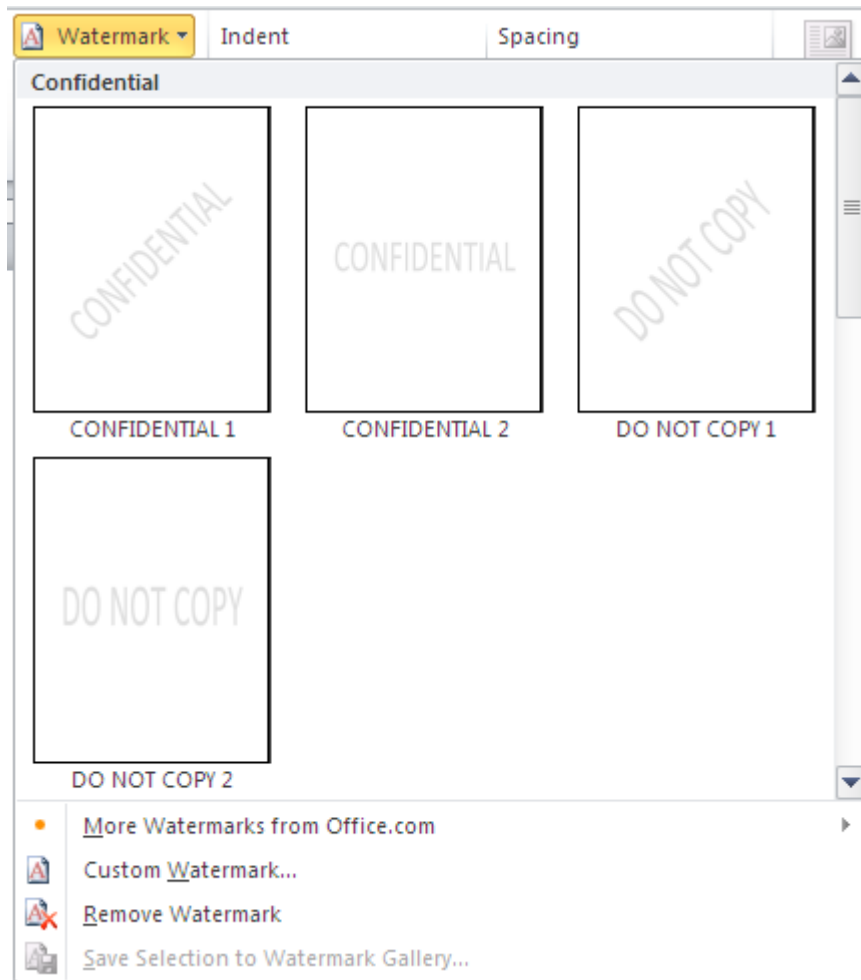 Watermark Indent Spacing
Confidential
CONFIDENTIAL CONFIDENTIAL DO NOT COPY
CONFIDENTIAL 1 CONFIDENTIAL 2 DO NOT COPY 1
DO NOT COPY
DO NOT COPY 2
More Watermarks from Office.com
Custom Watermark...
Remove Watermark
Save Selection to Watermark Gallery...